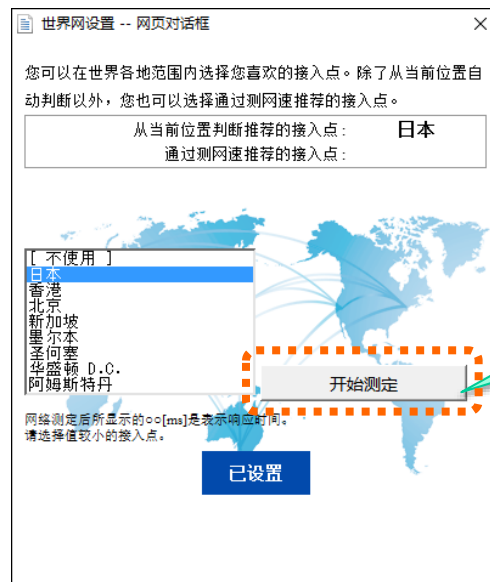 世界网设置 -- 网页对话框
您可以在世界各地范围内选择您喜欢的接入点。除了从当前位置自
动判断以外，您也可以选择通过测网速推荐的接入点。
从当前位置判断推荐的接入点： 日本
通过测网速推荐的接入点：
[ 不使用 ]
日本
香港
北京
新加坡
墨尔本
圣何塞
华盛顿 D.C.
阿姆斯特丹
开始测定
网络测定后所显示的○○[ms]是表示响应时间。
请选择值较小的接入点。
已设置